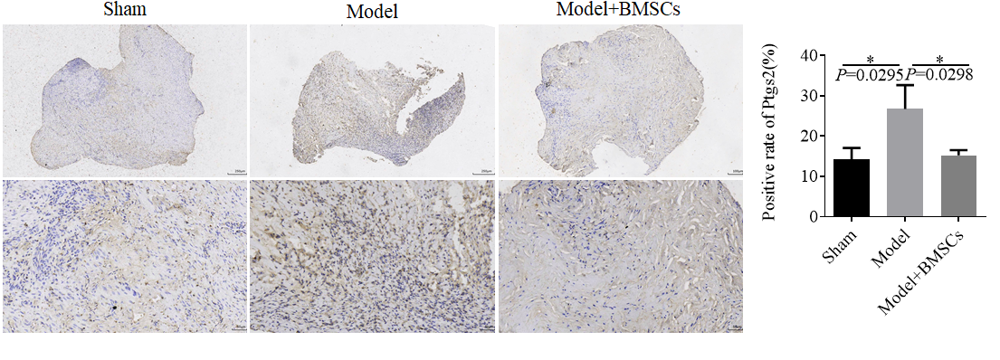 Sham
Model
Model+BMSCs
Positive rate of Ptgs2(%)
40
30
20
10
0
*
*
P=0.0295
P=0.0298
Sham
Model
Model+BMSCs